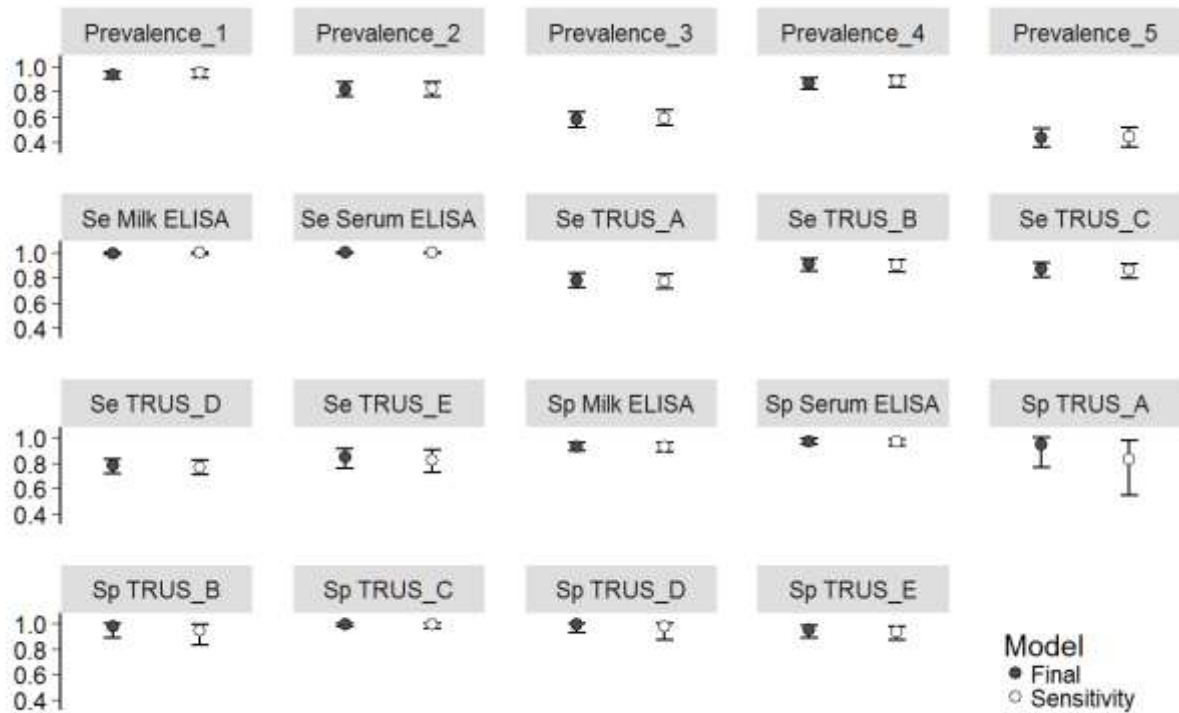 Prevalence_1 Prevalence_2 Prevalence_3 Prevalence_4 Prevalence_5
1.0
0.8
0.6
0.4
Se Milk ELISA Se Serum ELISA Se TRUS_A Se TRUS_B Se TRUS_C
1.0
0.8
0.6
0.4
Se TRUS_D Se TRUS_E Sp Milk ELISA Sp Serum ELISA Sp TRUS_A
1.0
0.8
0.6
0.4
Sp TRUS_B Sp TRUS_C Sp TRUS_D Sp TRUS_E
1.0
0.8
0.6
0.4
Model
Final
Sensitivity